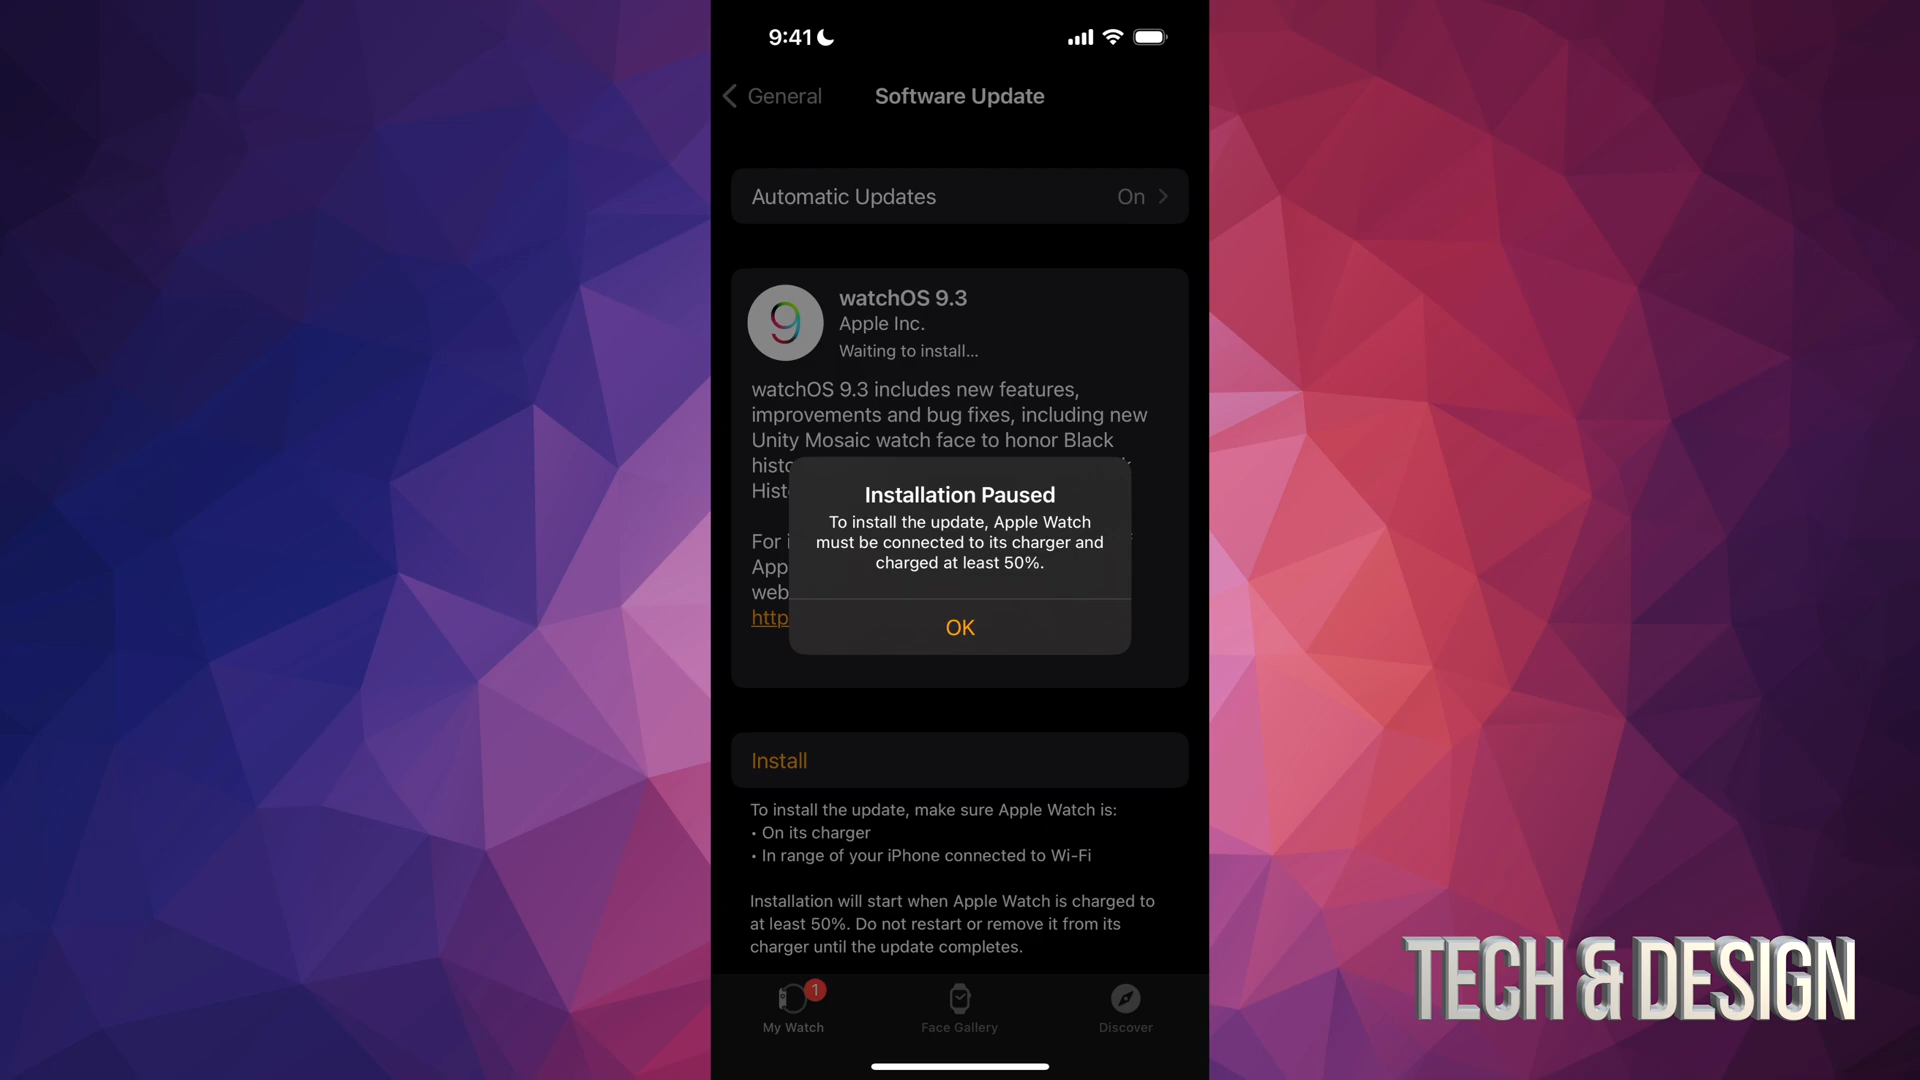 9:41
General
Software Update
Automatic Updates
On
9
watchOS 9.3
Apple Inc.
Waiting to install...
watchOS 9.3 includes new features,
improvements and bug fixes, including new
Unity Mosaic watch face to honor Black
Installation Paused
To install the update, Apple Watch
must be connected to its charger and
charged at least 50%.
OK
Install
To install the update, make sure Apple Watch is:
• On its charger
• In range of your iPhone connected to Wi-Fi
Installation will start when Apple Watch is charged to
at least 50%. Do not restart or remove it from its
charger until the update completes.
1
My Watch
Face Gallery
Discover
TECH & DESIGN